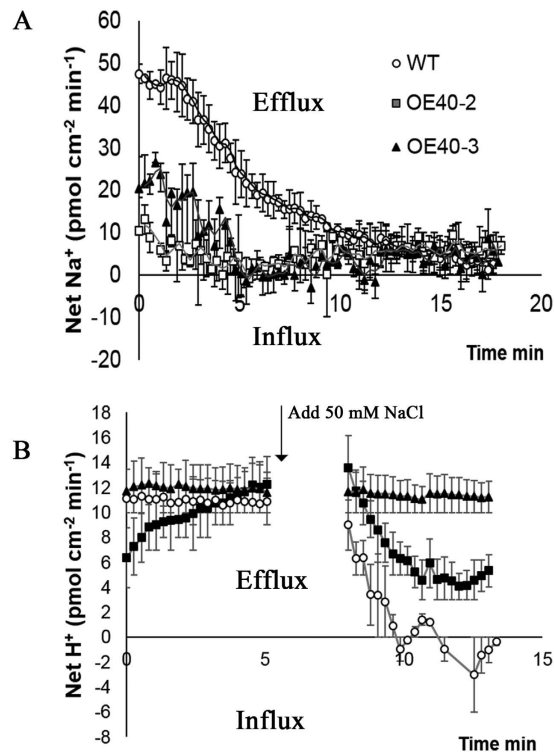 A
Net Na⁺ (pmol cm⁻² min⁻¹)
60
50
40
30
20
10
0
-10
-20
WT
OE40-2
OE40-3
Efflux
Influx
0
5
10
15
20
Time min
B
Add 50 mM NaCl
Net H⁺ (pmol cm⁻² min⁻¹)
18
16
14
12
10
8
6
4
2
0
-2
-4
-6
-8
Efflux
Influx
0
5
10
15
Time min